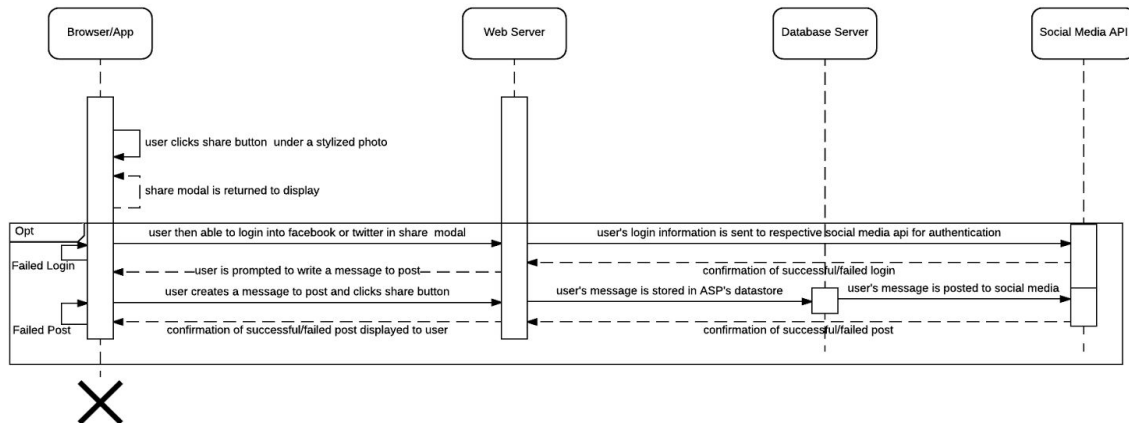 Browser/App
Web Server
Database Server
Social Media API
user clicks share button under a stylized photo
share modal is returned to display
Opt
user then able to login into facebook or twitter in share modal
user's login information is sent to respective social media api for authentication
Failed Login
user is prompted to write a message to post
confirmation of successful/failed login
user creates a message to post and clicks share button
user's message is stored in ASP's datastore
user's message is posted to social media
Failed Post
confirmation of successful/failed post displayed to user
confirmation of successful/failed post